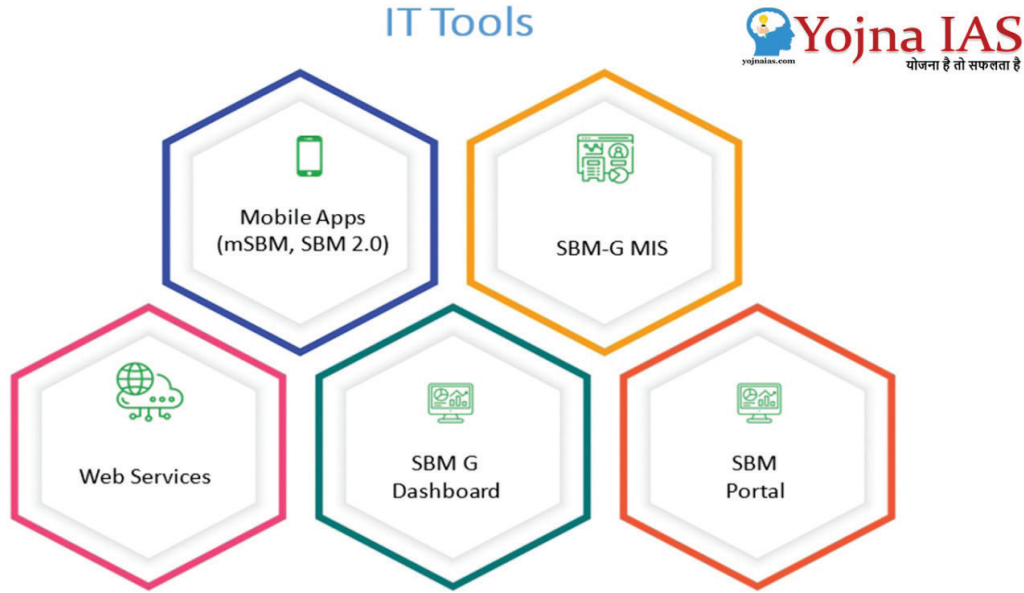 IT Tools
Yojna IAS
yojnaias.com
योजना है तो सफलता है
Mobile Apps
(mSBM, SBM 2.0)
SBM-G MIS
Web Services
SBM G
Dashboard
SBM
Portal